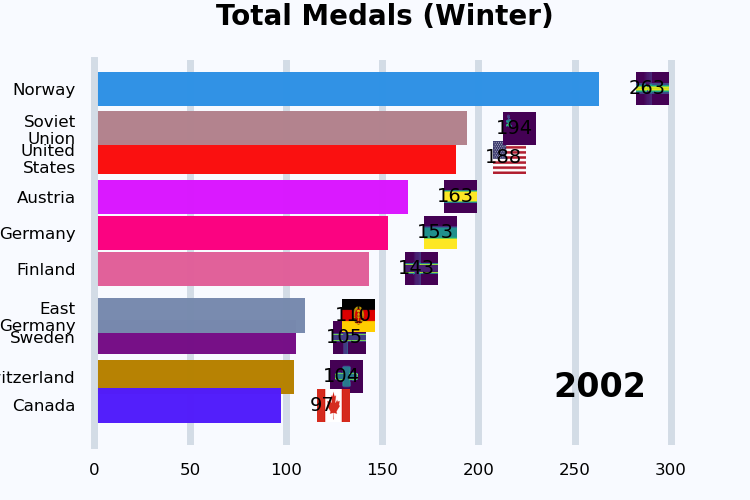 Total Medals (Winter)
Norway 263
Soviet
Union 194
United
States 188
Austria 163
Germany 153
Finland 143
East
Germany 110
Sweden 105
itzerland 104
Canada 97
2002
0 50 100 150 200 250 300